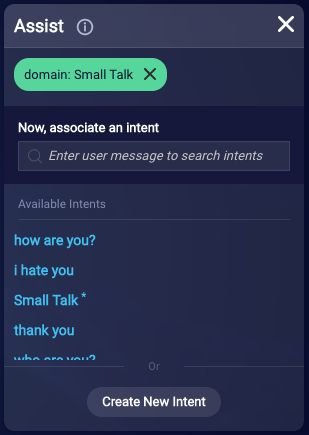 Assist
domain: Small Talk
Now, associate an intent
Enter user message to search intents
Available Intents
how are you?
i hate you
Small Talk *
thank you
who are you?
Or
Create New Intent